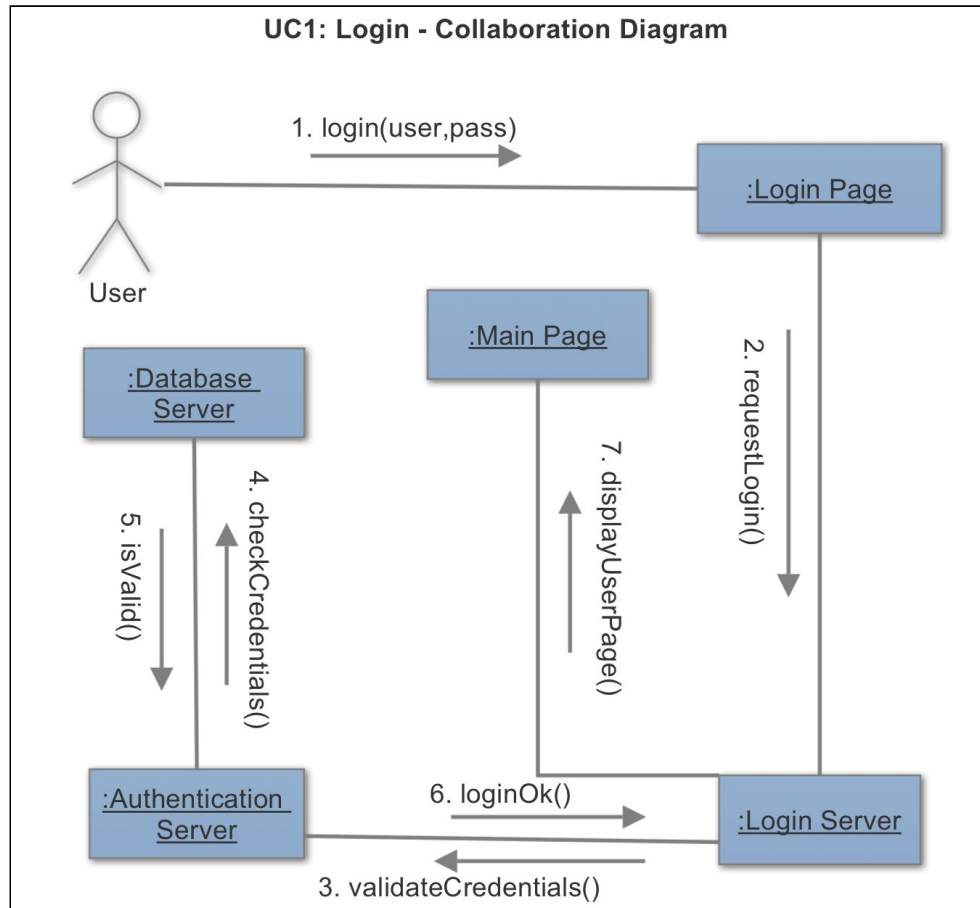 UC1: Login - Collaboration Diagram
1. login(user,pass)
:Login Page
User
:Main Page
:Database
Server
2. requestLogin()
7. displayUserPage()
4. checkCredentials()
5. isValid()
:Authentication
Server
6. loginOk()
:Login Server
3. validateCredentials()